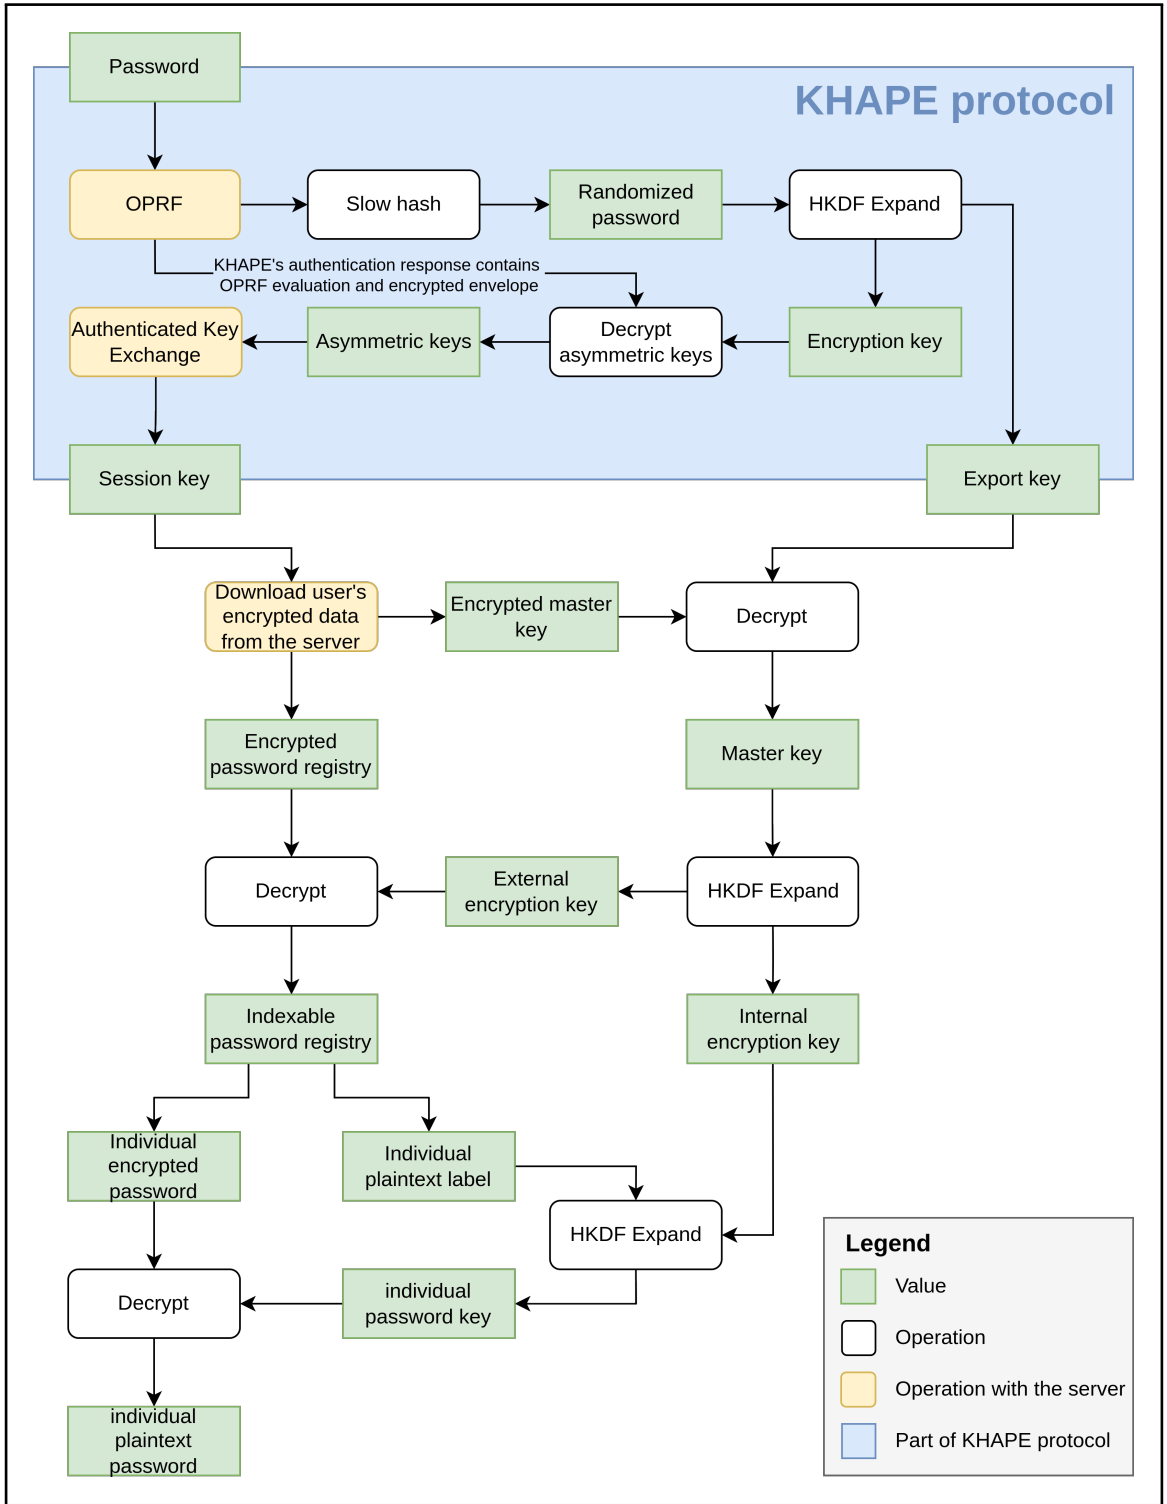 Password
KHAPE protocol
OPRF
Slow hash
Randomized
password
HKDF Expand
KHAPE's authentication response contains
OPRF evaluation and encrypted envelope
Authenticated Key
Exchange
Asymmetric keys
Decrypt
asymmetric keys
Encryption key
Session key
Export key
Download user's
encrypted data
from the server
Encrypted master
key
Decrypt
Encrypted
password registry
Master key
Decrypt
External
encryption key
HKDF Expand
Indexable
password registry
Internal
encryption key
Individual
encrypted
password
Individual
plaintext label
HKDF Expand
Decrypt
individual
password key
individual
plaintext
password
Legend
Value
Operation
Operation with the server
Part of KHAPE protocol